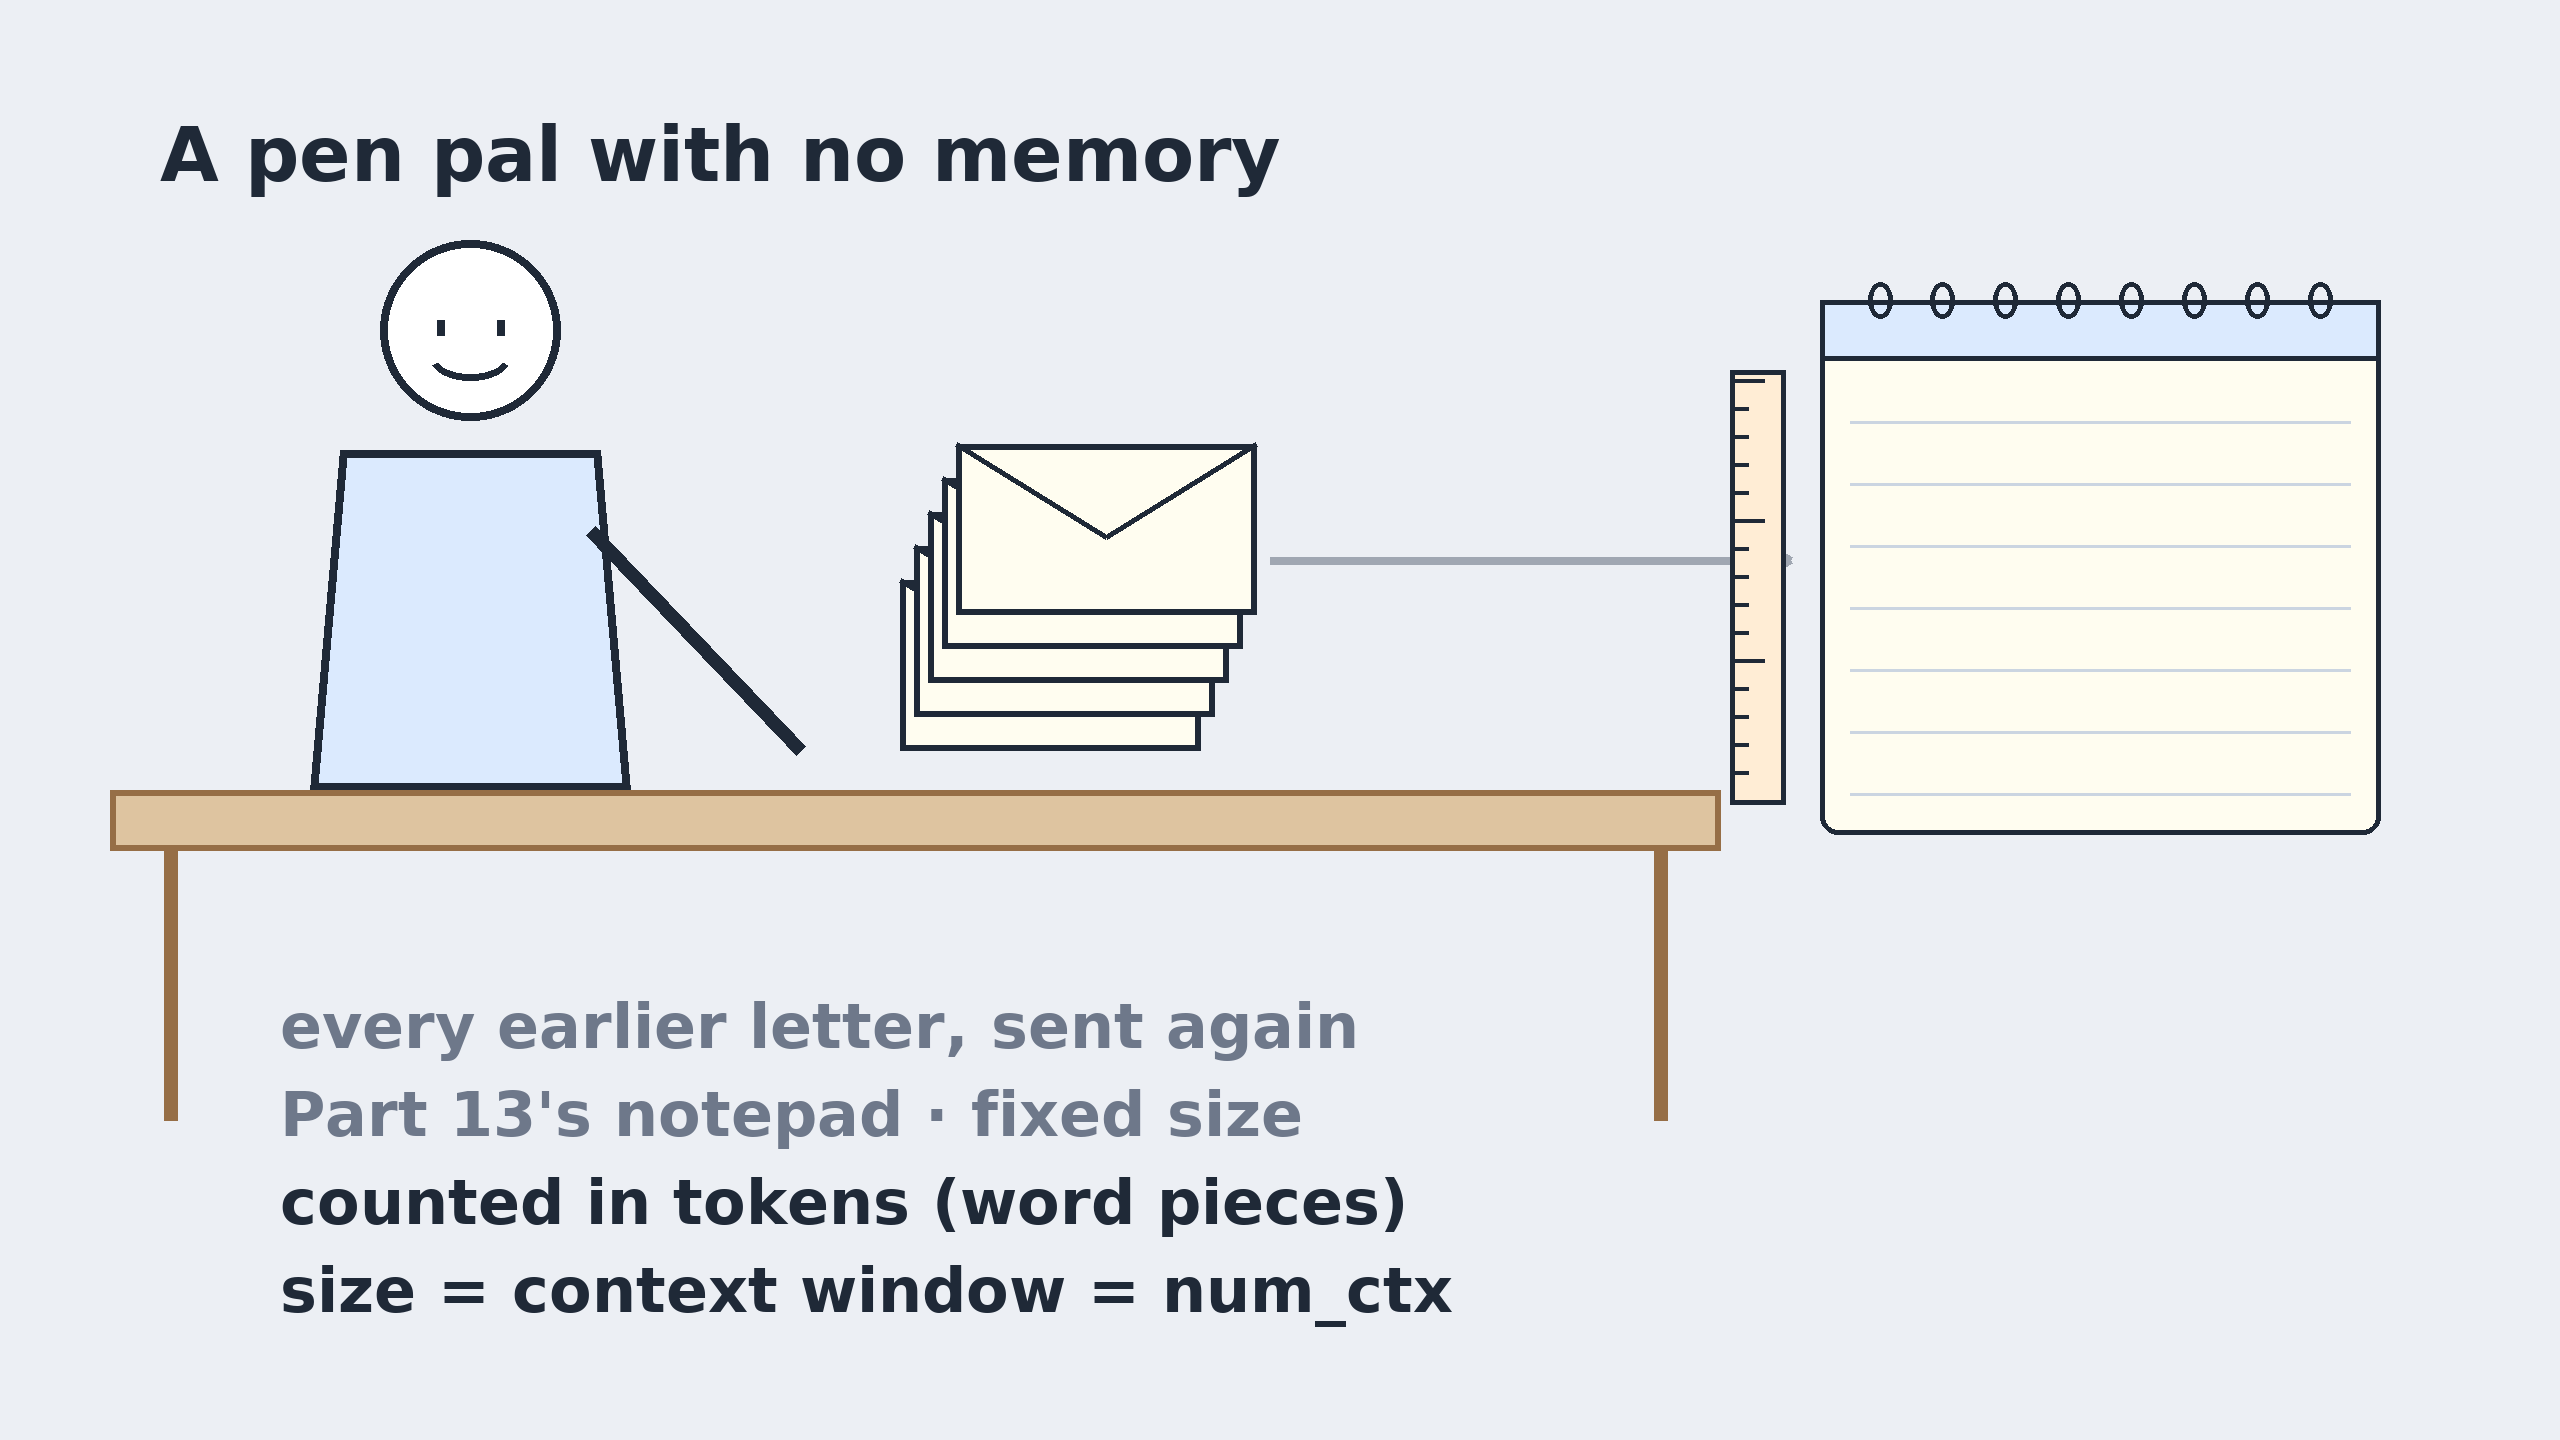 A pen pal with no memory
every earlier letter, sent again
Part 13's notepad · fixed size
counted in tokens (word pieces)
size = context window = num_ctx